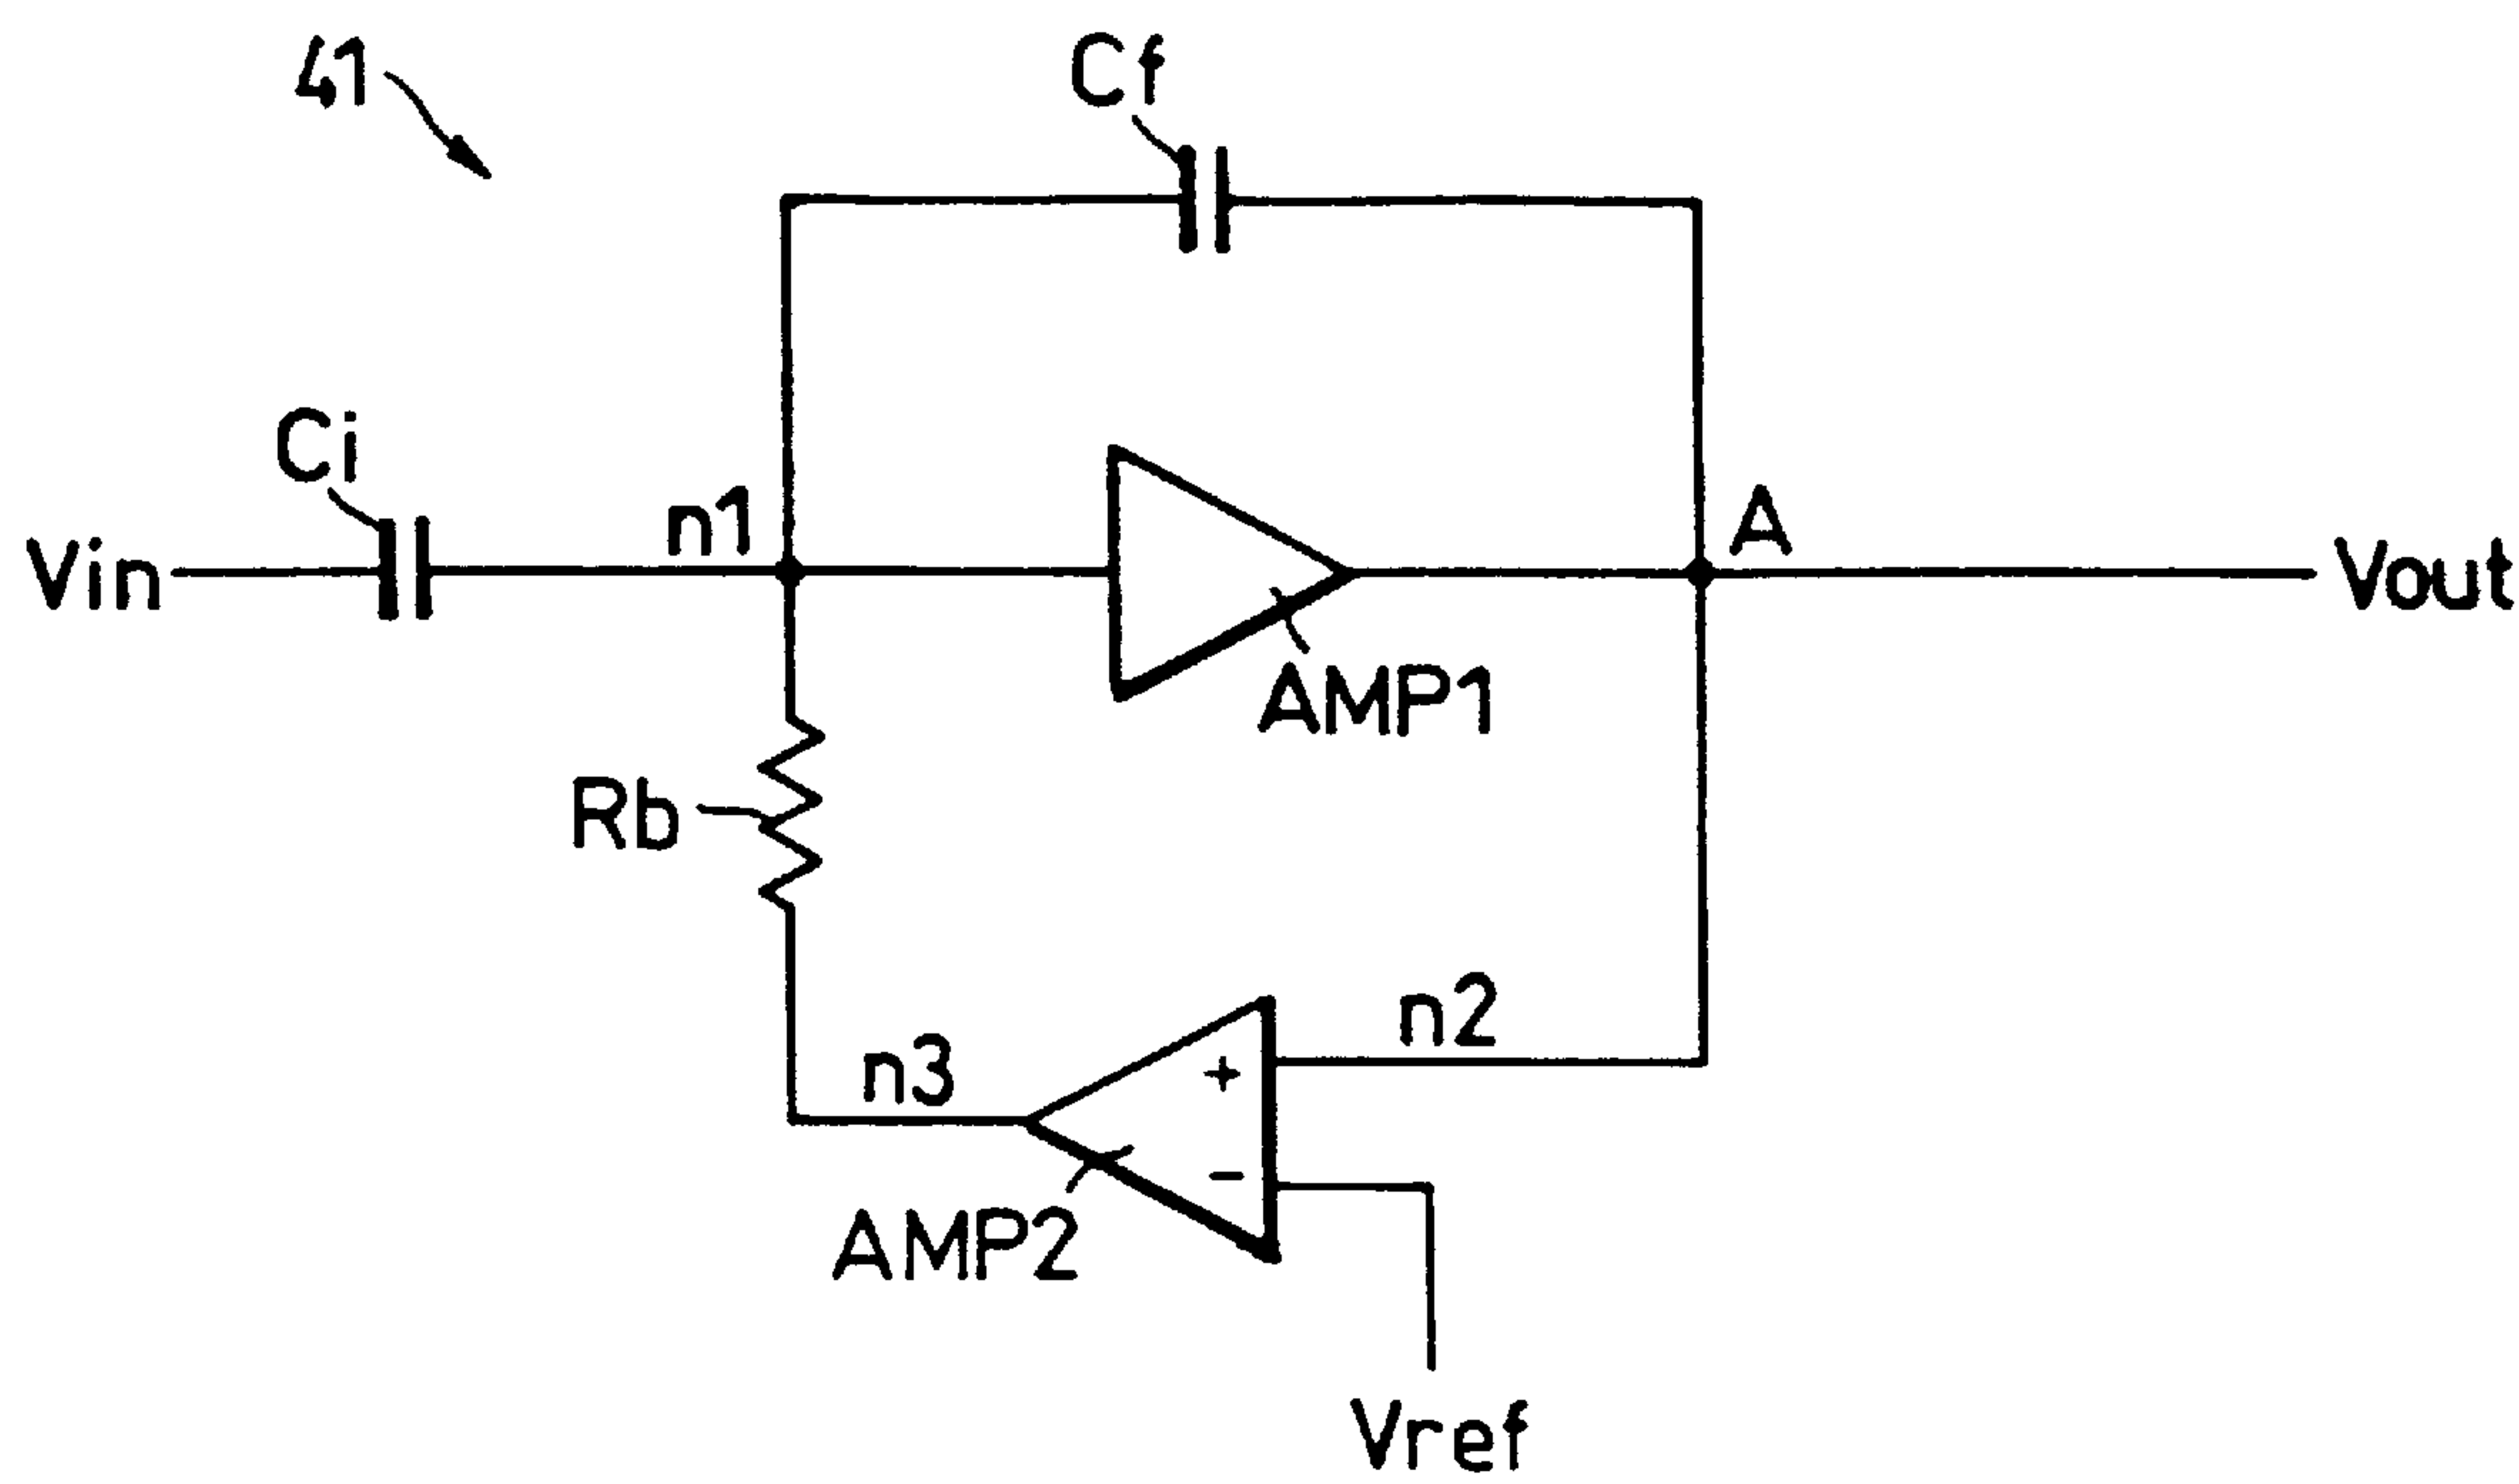 41
Cf
Ci
n1
A
Vin
Vout
AMP1
Rb
n2
n3
+
-
AMP2
Vref